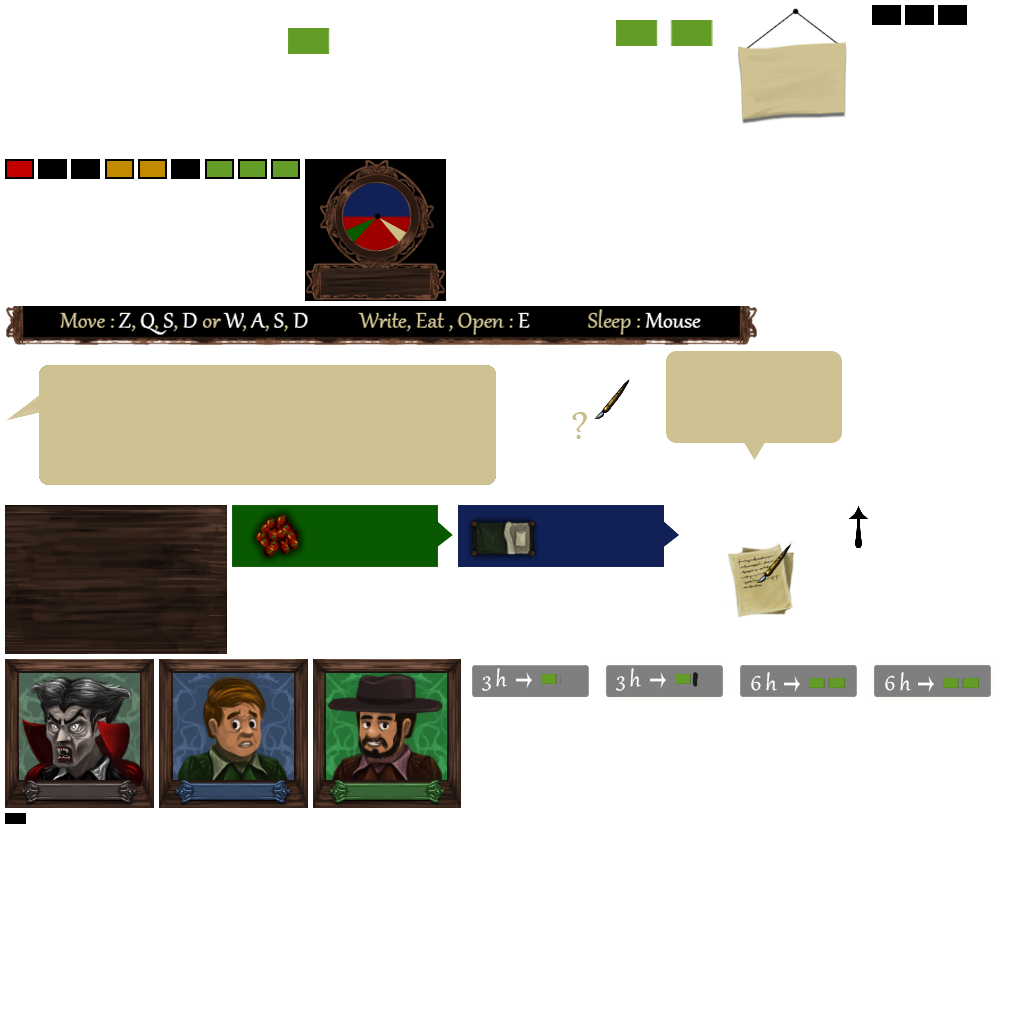 Move : Z, Q, S, D or W, A, S, D Write, Eat , Open : E Sleep : Mouse
?
3 h → 3 h → 6 h → 6 h →